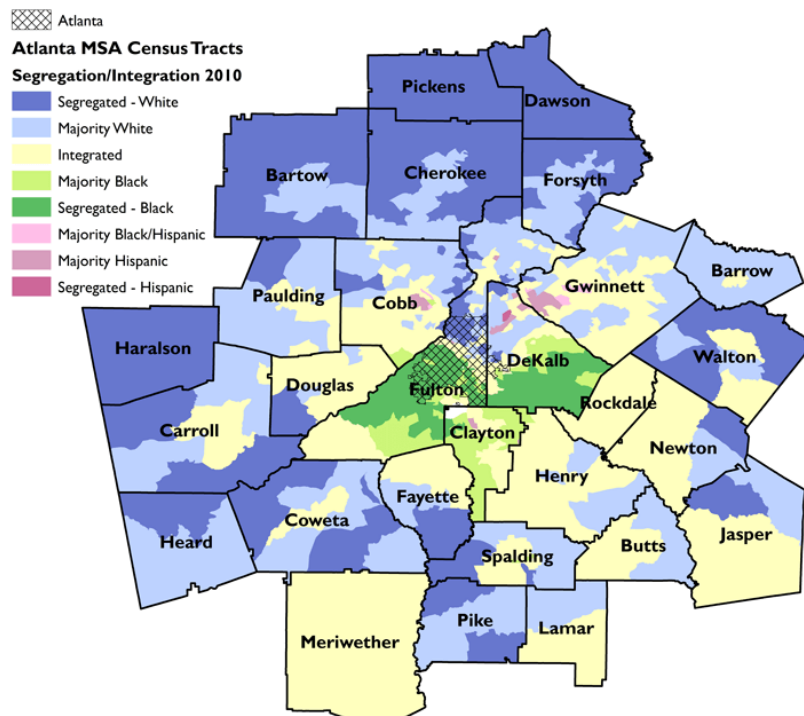 Atlanta
Atlanta MSA Census Tracts
Segregation/Integration 2010
Segregated - White
Majority White
Integrated
Majority Black
Segregated - Black
Majority Black/Hispanic
Majority Hispanic
Segregated - Hispanic
Pickens
Dawson
Bartow
Cherokee
Forsyth
Paulding
Cobb
Gwinnett
Barrow
Haralson
Douglas
Fulton
DeKalb
Walton
Rockdale
Carroll
Clayton
Newton
Henry
Fayette
Coweta
Heard
Spalding
Butts
Jasper
Meriwether
Pike
Lamar